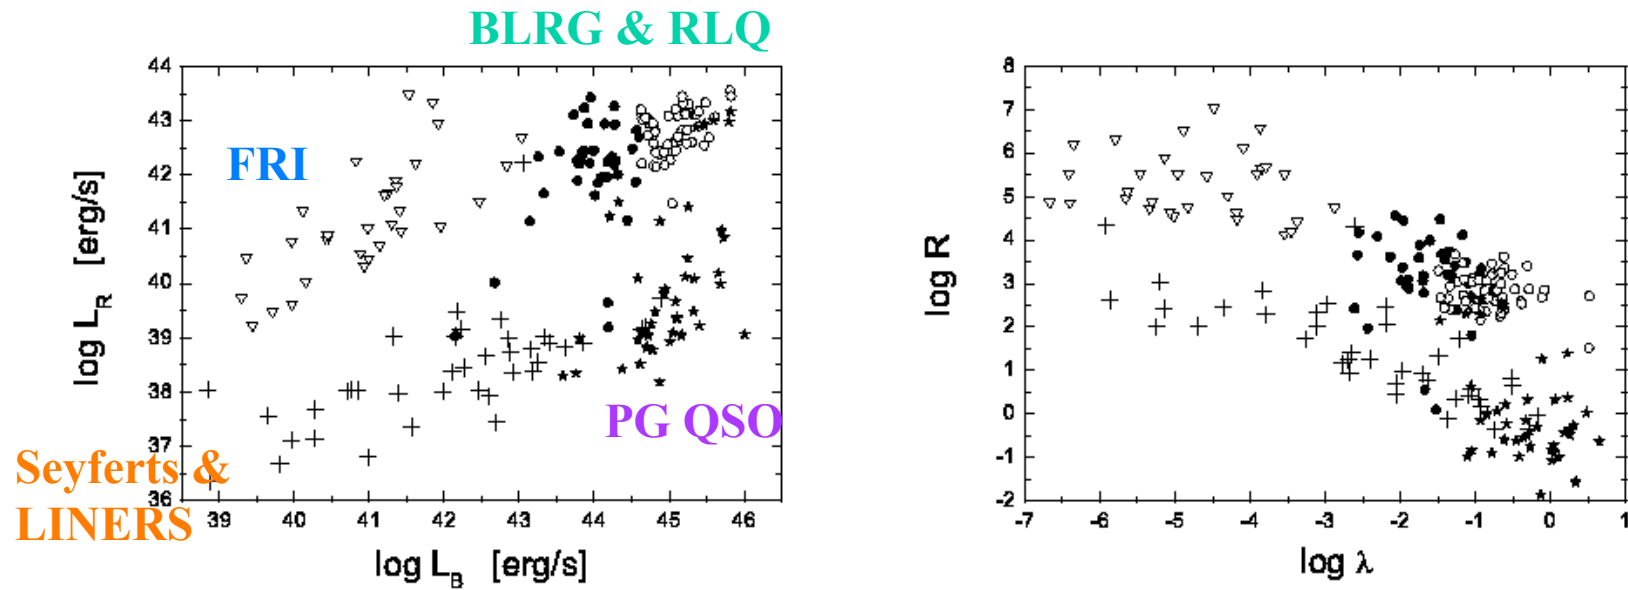 BLRG & RLQ
FRI
PG QSO
Seyferts &
LINERS
log L_R [erg/s]
44
43
42
41
40
39
38
37
36
39 40 41 42 43 44 45 46
log L_B [erg/s]
log R
8
7
6
5
4
3
2
1
0
-1
-2
-7 -6 -5 -4 -3 -2 -1 0 1
log λ